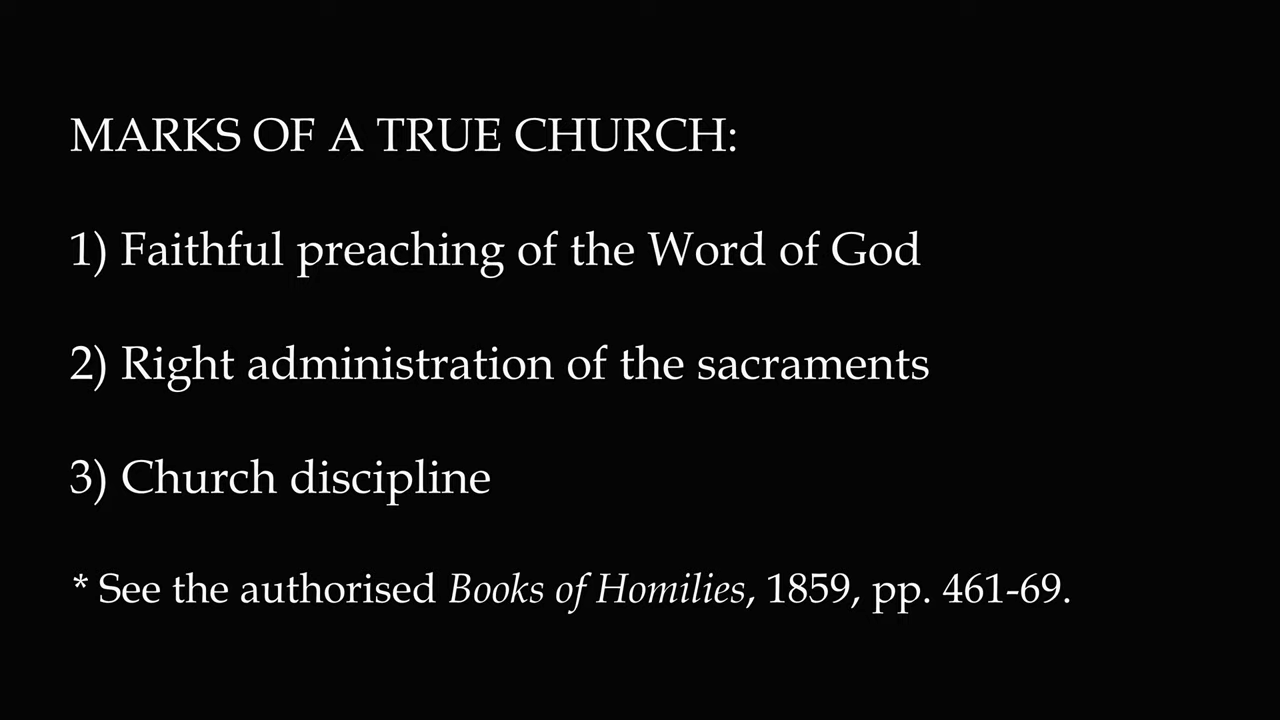 MARKS OF A TRUE CHURCH:
1) Faithful preaching of the Word of God
2) Right administration of the sacraments
3) Church discipline
* See the authorised Books of Homilies, 1859, pp. 461-69.